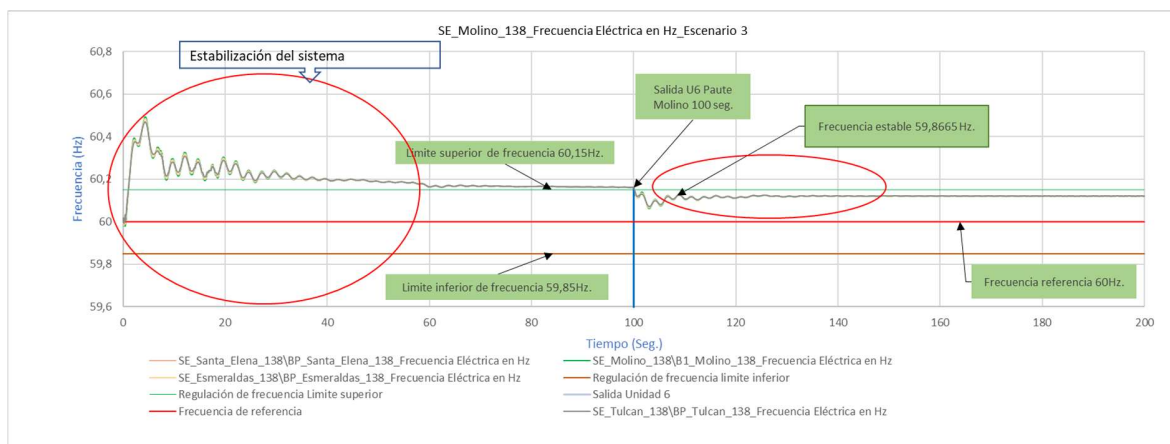 SE_Molino_138_Frecuencia Eléctrica en Hz_Escenario 3
Estabilización del sistema
Salida U6 Paute
Molino 100 seg.
Frecuencia estable 59,8665 Hz.
Limite superior de frecuencia 60,15Hz.
Limite inferior de frecuencia 59,85Hz.
Frecuencia referencia 60Hz.
Frecuencia (Hz)
60,8
60,6
60,4
60,2
60
59,8
59,6
0
20
40
60
80
100
120
140
160
180
200
Tiempo (Seg.)
SE_Santa_Elena_138\BP_Santa_Elena_138_Frecuencia Eléctrica en Hz
SE_Molino_138\B1_Molino_138_Frecuencia Eléctrica en Hz
SE_Esmeraldas_138\BP_Esmeraldas_138_Frecuencia Eléctrica en Hz
Regulación de frecuencia limite inferior
Regulación de frecuencia Limite superior
Salida Unidad 6
Frecuencia de referencia
SE_Tulcan_138\BP_Tulcan_138_Frecuencia Eléctrica en Hz